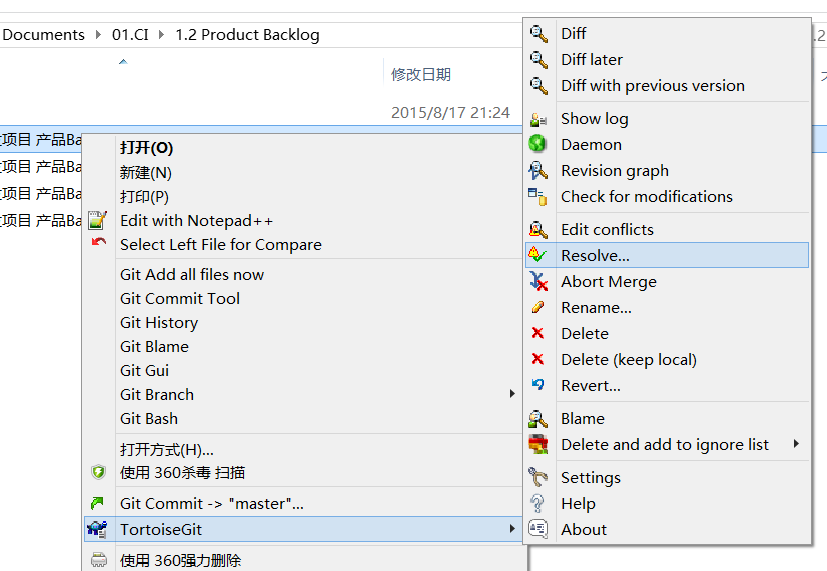 Documents 01.CI 1.2 Product Backlog
修改日期
2015/8/17 21:24
项目 产品Ba
项目 产品Ba
项目 产品Ba
项目 产品Ba
打开(O)
新建(N)
打印(P)
Edit with Notepad++
Select Left File for Compare
Git Add all files now
Git Commit Tool
Git History
Git Blame
Git Gui
Git Branch
Git Bash
打开方式(H)...
使用 360杀毒 扫描
Git Commit -> "master"...
TortoiseGit
使用 360强力删除
Diff
Diff later
Diff with previous version
Show log
Daemon
Revision graph
Check for modifications
Edit conflicts
Resolve...
Abort Merge
Rename...
Delete
Delete (keep local)
Revert...
Blame
Delete and add to ignore list
Settings
Help
About